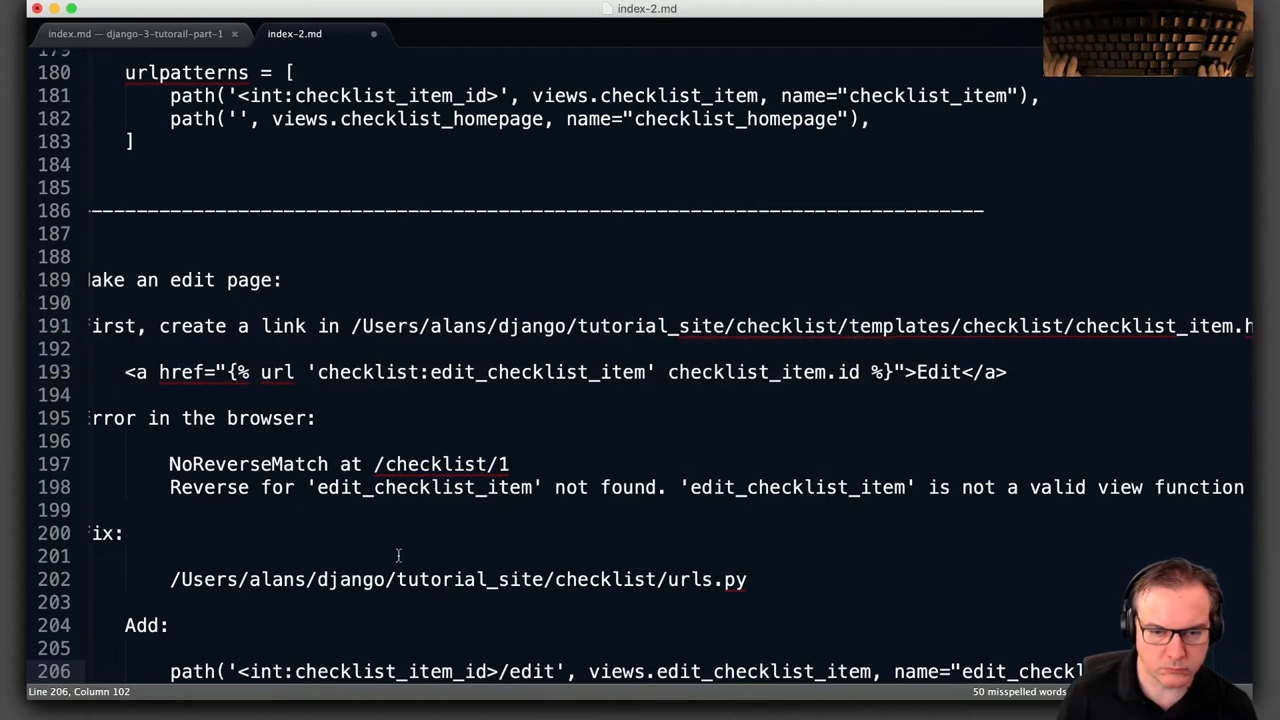 index-2.md
index.md — django-3-tutorail-part-1 ×
index-2.md
179
180 urlpatterns = [
181 path('<int:checklist_item_id>', views.checklist_item, name="checklist_item"),
182 path('', views.checklist_homepage, name="checklist_homepage"),
183 ]
184
185
186 ----------------------------------------------------------------------
187
188
189 ake an edit page:
190
191 irst, create a link in /Users/alans/django/tutorial_site/checklist/templates/checklist/checklist_item.h
192
193 <a href="{% url 'checklist:edit_checklist_item' checklist_item.id %}">Edit</a>
194
195 rror in the browser:
196
197 NoReverseMatch at /checklist/1
198 Reverse for 'edit_checklist_item' not found. 'edit_checklist_item' is not a valid view function
199
200 ix:
201
202 /Users/alans/django/tutorial_site/checklist/urls.py
203
204 Add:
205
206 path('<int:checklist_item_id>/edit', views.edit_checklist_item, name="edit_checkl
Line 206, Column 102
50 misspelled words